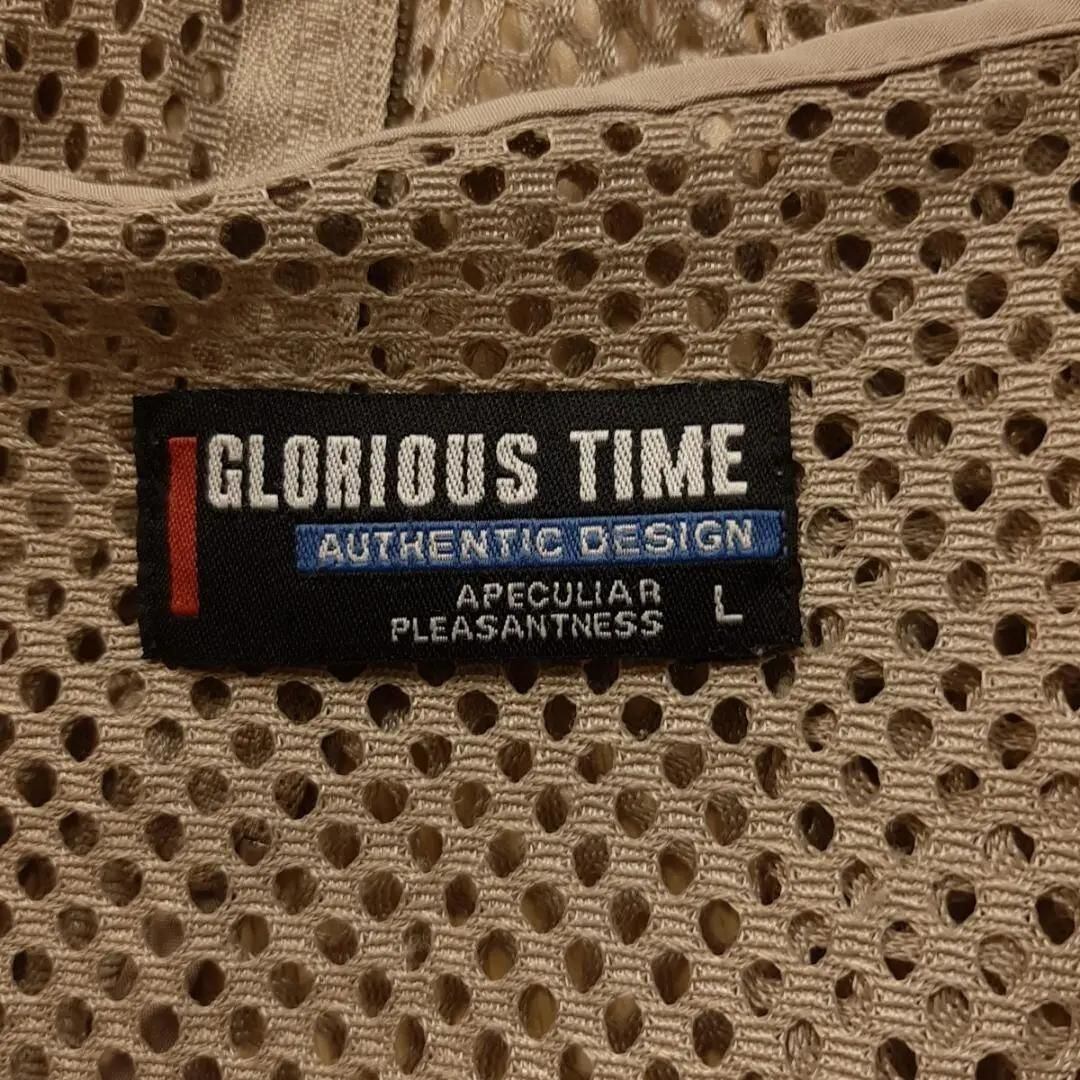 GLORIOUS TIME
AUTHENTIC DESIGN
APECULIAR
PLEASANTNESS
L